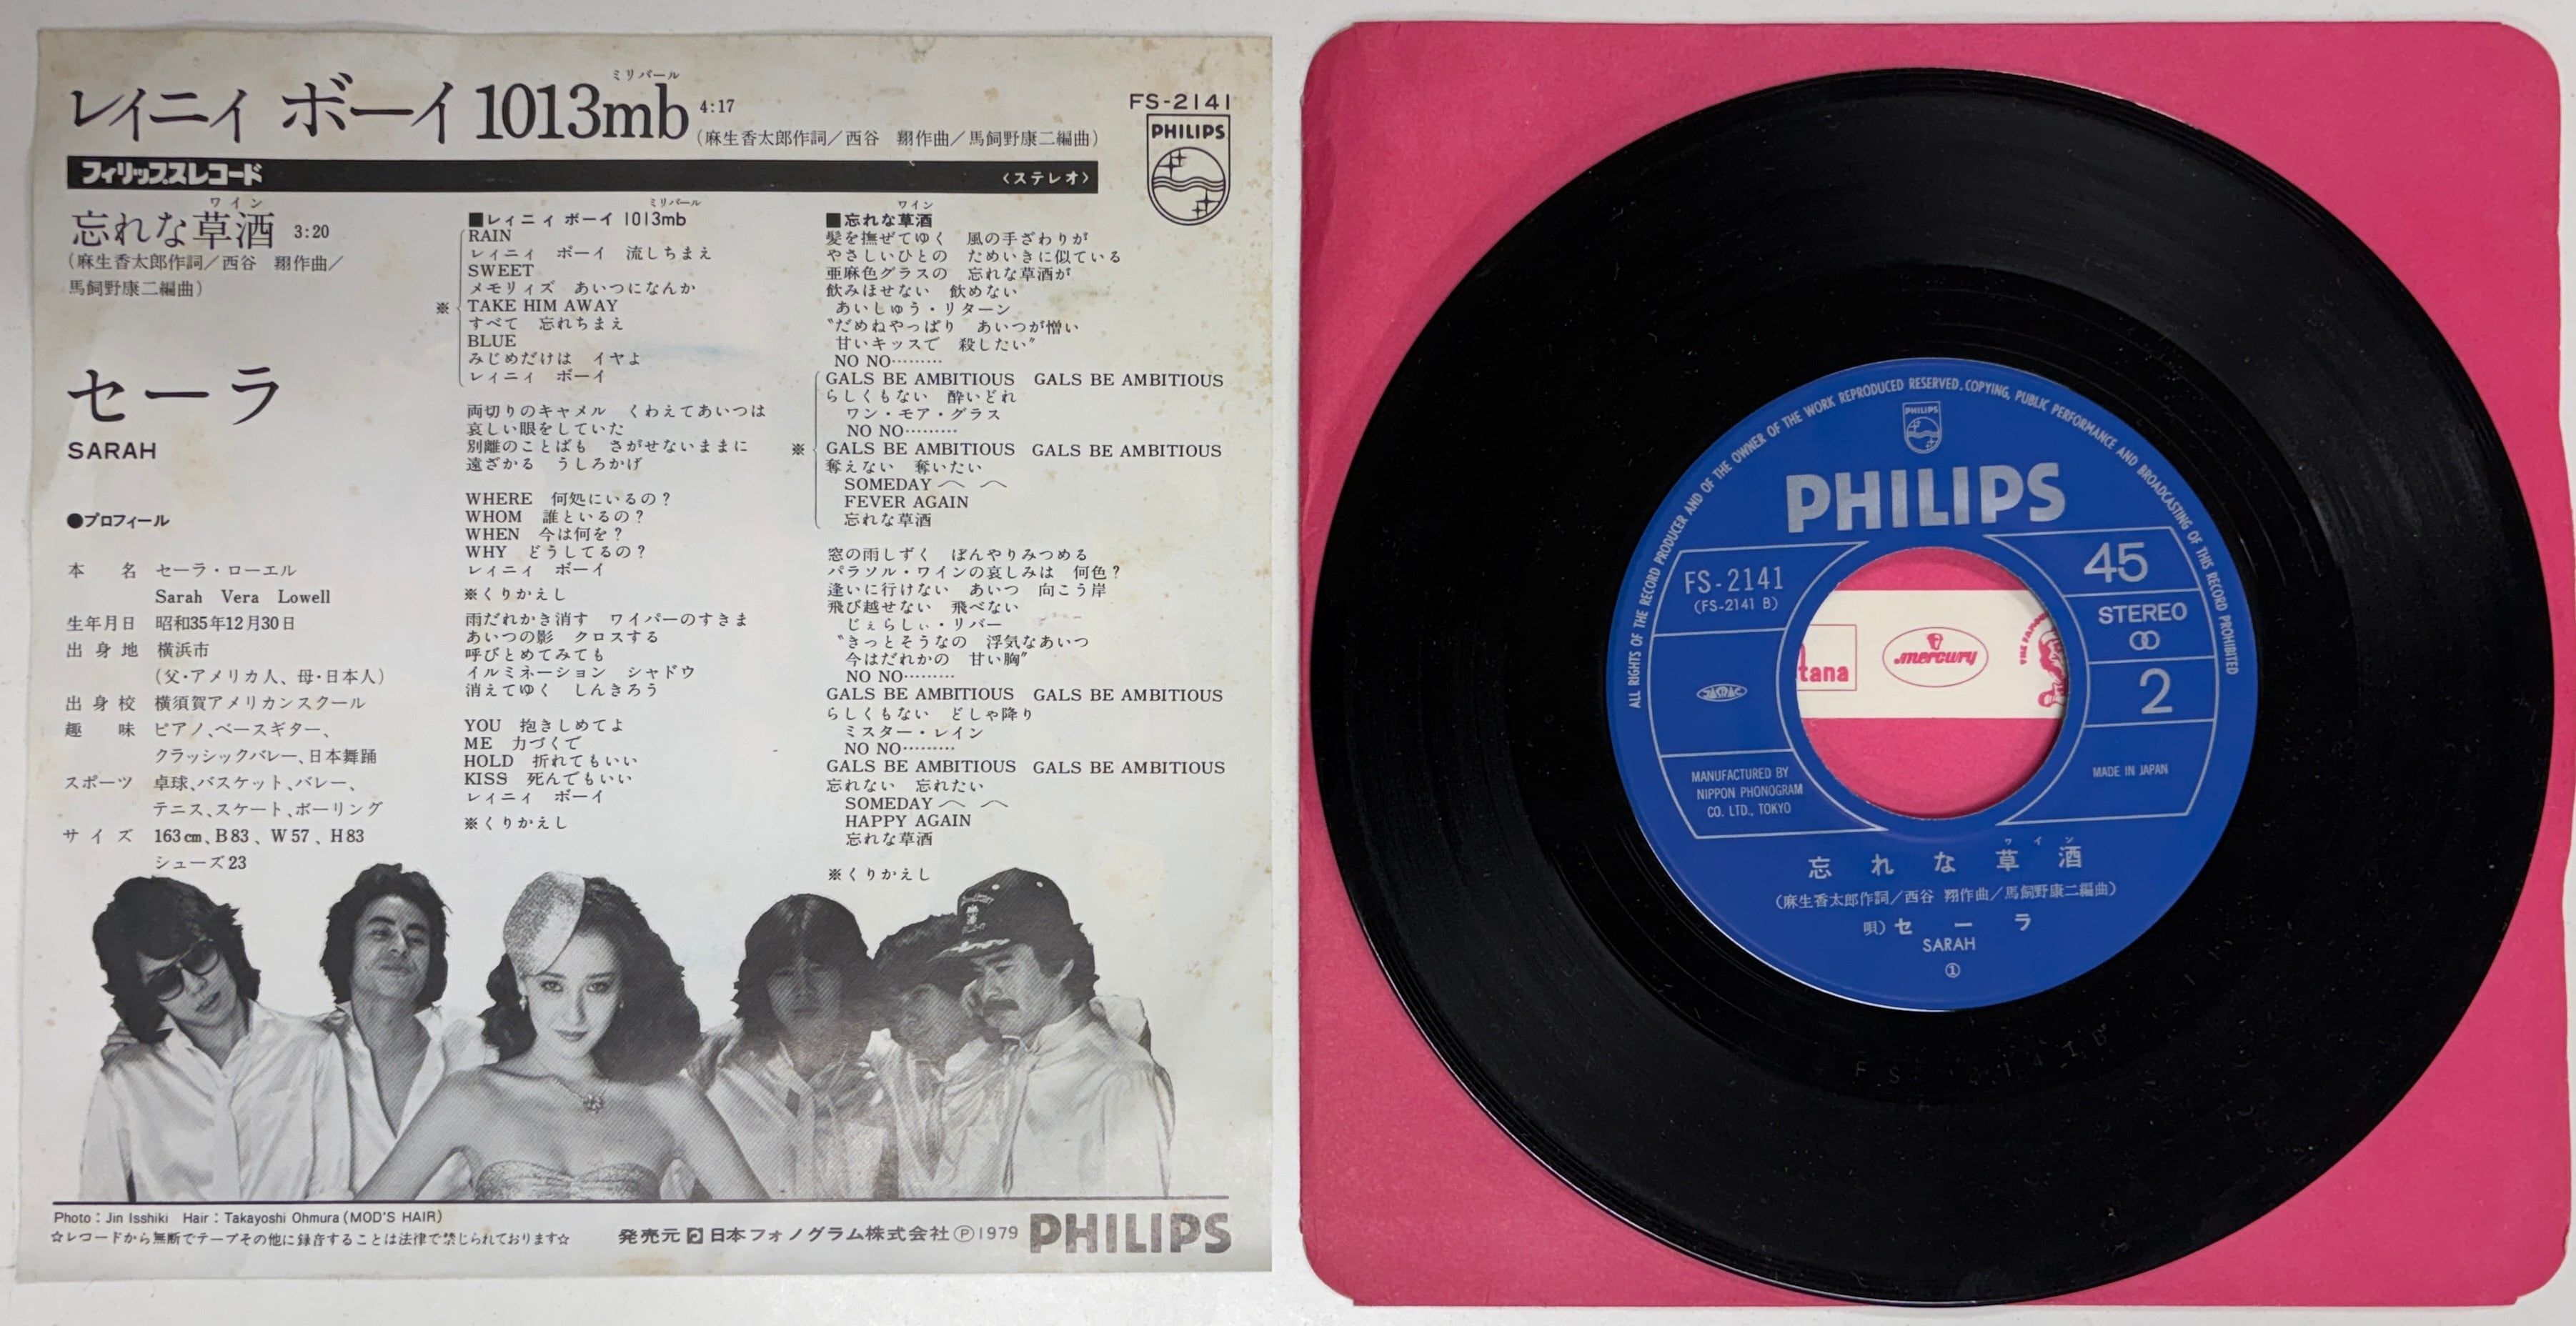 ミリバール
レィニィ ボーイ 1013mb 4:17
(麻生香太郎作詞／西谷 翔作曲／馬飼野康二編曲)
FS-2141
PHILIPS
フィリップスレコード
〈ステレオ〉
ワイン
忘れな草酒 3:20
(麻生香太郎作詞／西谷 翔作曲／
馬飼野康二編曲)
セーラ
SARAH
●プロフィール
本名 セーラ・ローエル
Sarah Vera Lowell
生年月日 昭和35年12月30日
出身地 横浜市
(父・アメリカ人、母・日本人)
出身校 横須賀アメリカンスクール
趣味 ピアノ、ベースギター、
クラッシックバレー、日本舞踊
スポーツ 卓球、バスケット、バレー、
テニス、スケート、ボーリング
サイズ 163cm、B83、W57、H83
シューズ23
ミリバール
■レィニィ ボーイ 1013mb
RAIN
レィニィ ボーイ 流しちまえ
SWEET
メモリィズ あいつになんか
※ TAKE HIM AWAY
すべて 忘れちまえ
BLUE
みじめだけは イヤよ
レィニィ ボーイ
両切りのキャメル くわえてあいつは
哀しい眼をしていた
別離のことばも さがせないままに
遠ざかる うしろかげ
WHERE 何処にいるの？
WHOM 誰といるの？
WHEN 今は何を？
WHY どうしてるの？
レィニィ ボーイ
※くりかえし
雨だれかき消す ワイパーのすきま
あいつの影 クロスする
呼びとめてみても
イルミネーション シャドウ
消えてゆく しんきろう
YOU 抱きしめてよ
ME 力づくで
HOLD 折れてもいい
KISS 死んでもいい
レィニィ ボーイ
※くりかえし
ワイン
■忘れな草酒
髪を撫ぜてゆく 風の手ざわりが
やさしいひとの ためいきに似ている
亜麻色グラスの 忘れな草酒が
飲みほせない 飲めない
あいしゅう・リターン
〝だめねやっぱり あいつが憎い
甘いキッスで 殺したい〞
NO NO………
GALS BE AMBITIOUS GALS BE AMBITIOUS
らしくもない 酔いどれ
ワン・モア・グラス
NO NO………
※ GALS BE AMBITIOUS GALS BE AMBITIOUS
奪えない 奪いたい
SOMEDAY へ へ
FEVER AGAIN
忘れな草酒
窓の雨しずく ぼんやりみつめる
パラソル・ワインの哀しみは 何色？
逢いに行けない あいつ 向こう岸
飛び越せない 飛べない
じぇらしぃ・リバー
〝きっとそうなの 浮気なあいつ
今はだれかの 甘い胸〞
NO NO………
GALS BE AMBITIOUS GALS BE AMBITIOUS
らしくもない どしゃ降り
ミスター・レイン
NO NO………
GALS BE AMBITIOUS GALS BE AMBITIOUS
忘れない 忘れたい
SOMEDAY へ へ
HAPPY AGAIN
忘れな草酒
※くりかえし
Photo：Jin Isshiki Hair：Takayoshi Ohmura (MOD'S HAIR)
☆レコードから無断でテープその他に録音することは法律で禁じられております☆
発売元 日本フォノグラム株式会社 Ⓟ1979 PHILIPS
ALL RIGHTS OF THE RECORD PRODUCER AND OF THE OWNER OF THE WORK REPRODUCED RESERVED. COPYING, PUBLIC PERFORMANCE AND BROADCASTING OF THIS RECORD PROHIBITED
PHILIPS
PHILIPS
FS-2141
(FS-2141 B)
JASRAC
MANUFACTURED BY
NIPPON PHONOGRAM
CO. LTD., TOKYO
45
STEREO
2
MADE IN JAPAN
tana
mercury
ワイン
忘れな草酒
(麻生香太郎作詞／西谷 翔作曲／馬飼野康二編曲)
唄) セーラ
SARAH
①